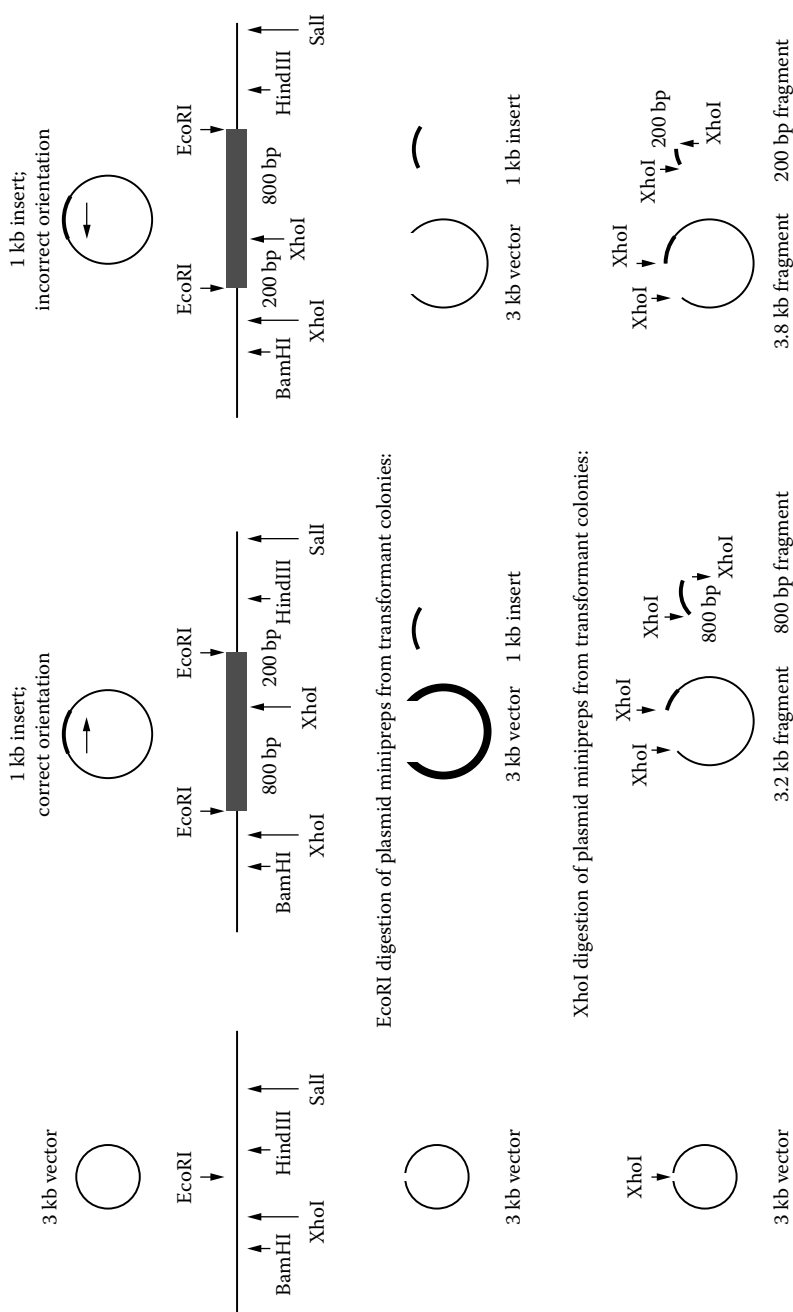 3 kb vector
1 kb insert;
correct orientation
1 kb insert;
incorrect orientation
EcoRI
BamHI
XhoI
HindIII
SalI
EcoRI
EcoRI
BamHI
XhoI
800 bp
XhoI
200 bp
HindIII
SalI
EcoRI
EcoRI
BamHI
XhoI
200 bp
XhoI
800 bp
HindIII
SalI
EcoRI digestion of plasmid minipreps from transformant colonies:
3 kb vector
3 kb vector
1 kb insert
3 kb vector
1 kb insert
XhoI digestion of plasmid minipreps from transformant colonies:
XhoI
3 kb vector
XhoI
XhoI
XhoI
800 bp
XhoI
3.2 kb fragment
800 bp fragment
XhoI
XhoI
XhoI
200 bp
XhoI
3.8 kb fragment
200 bp fragment